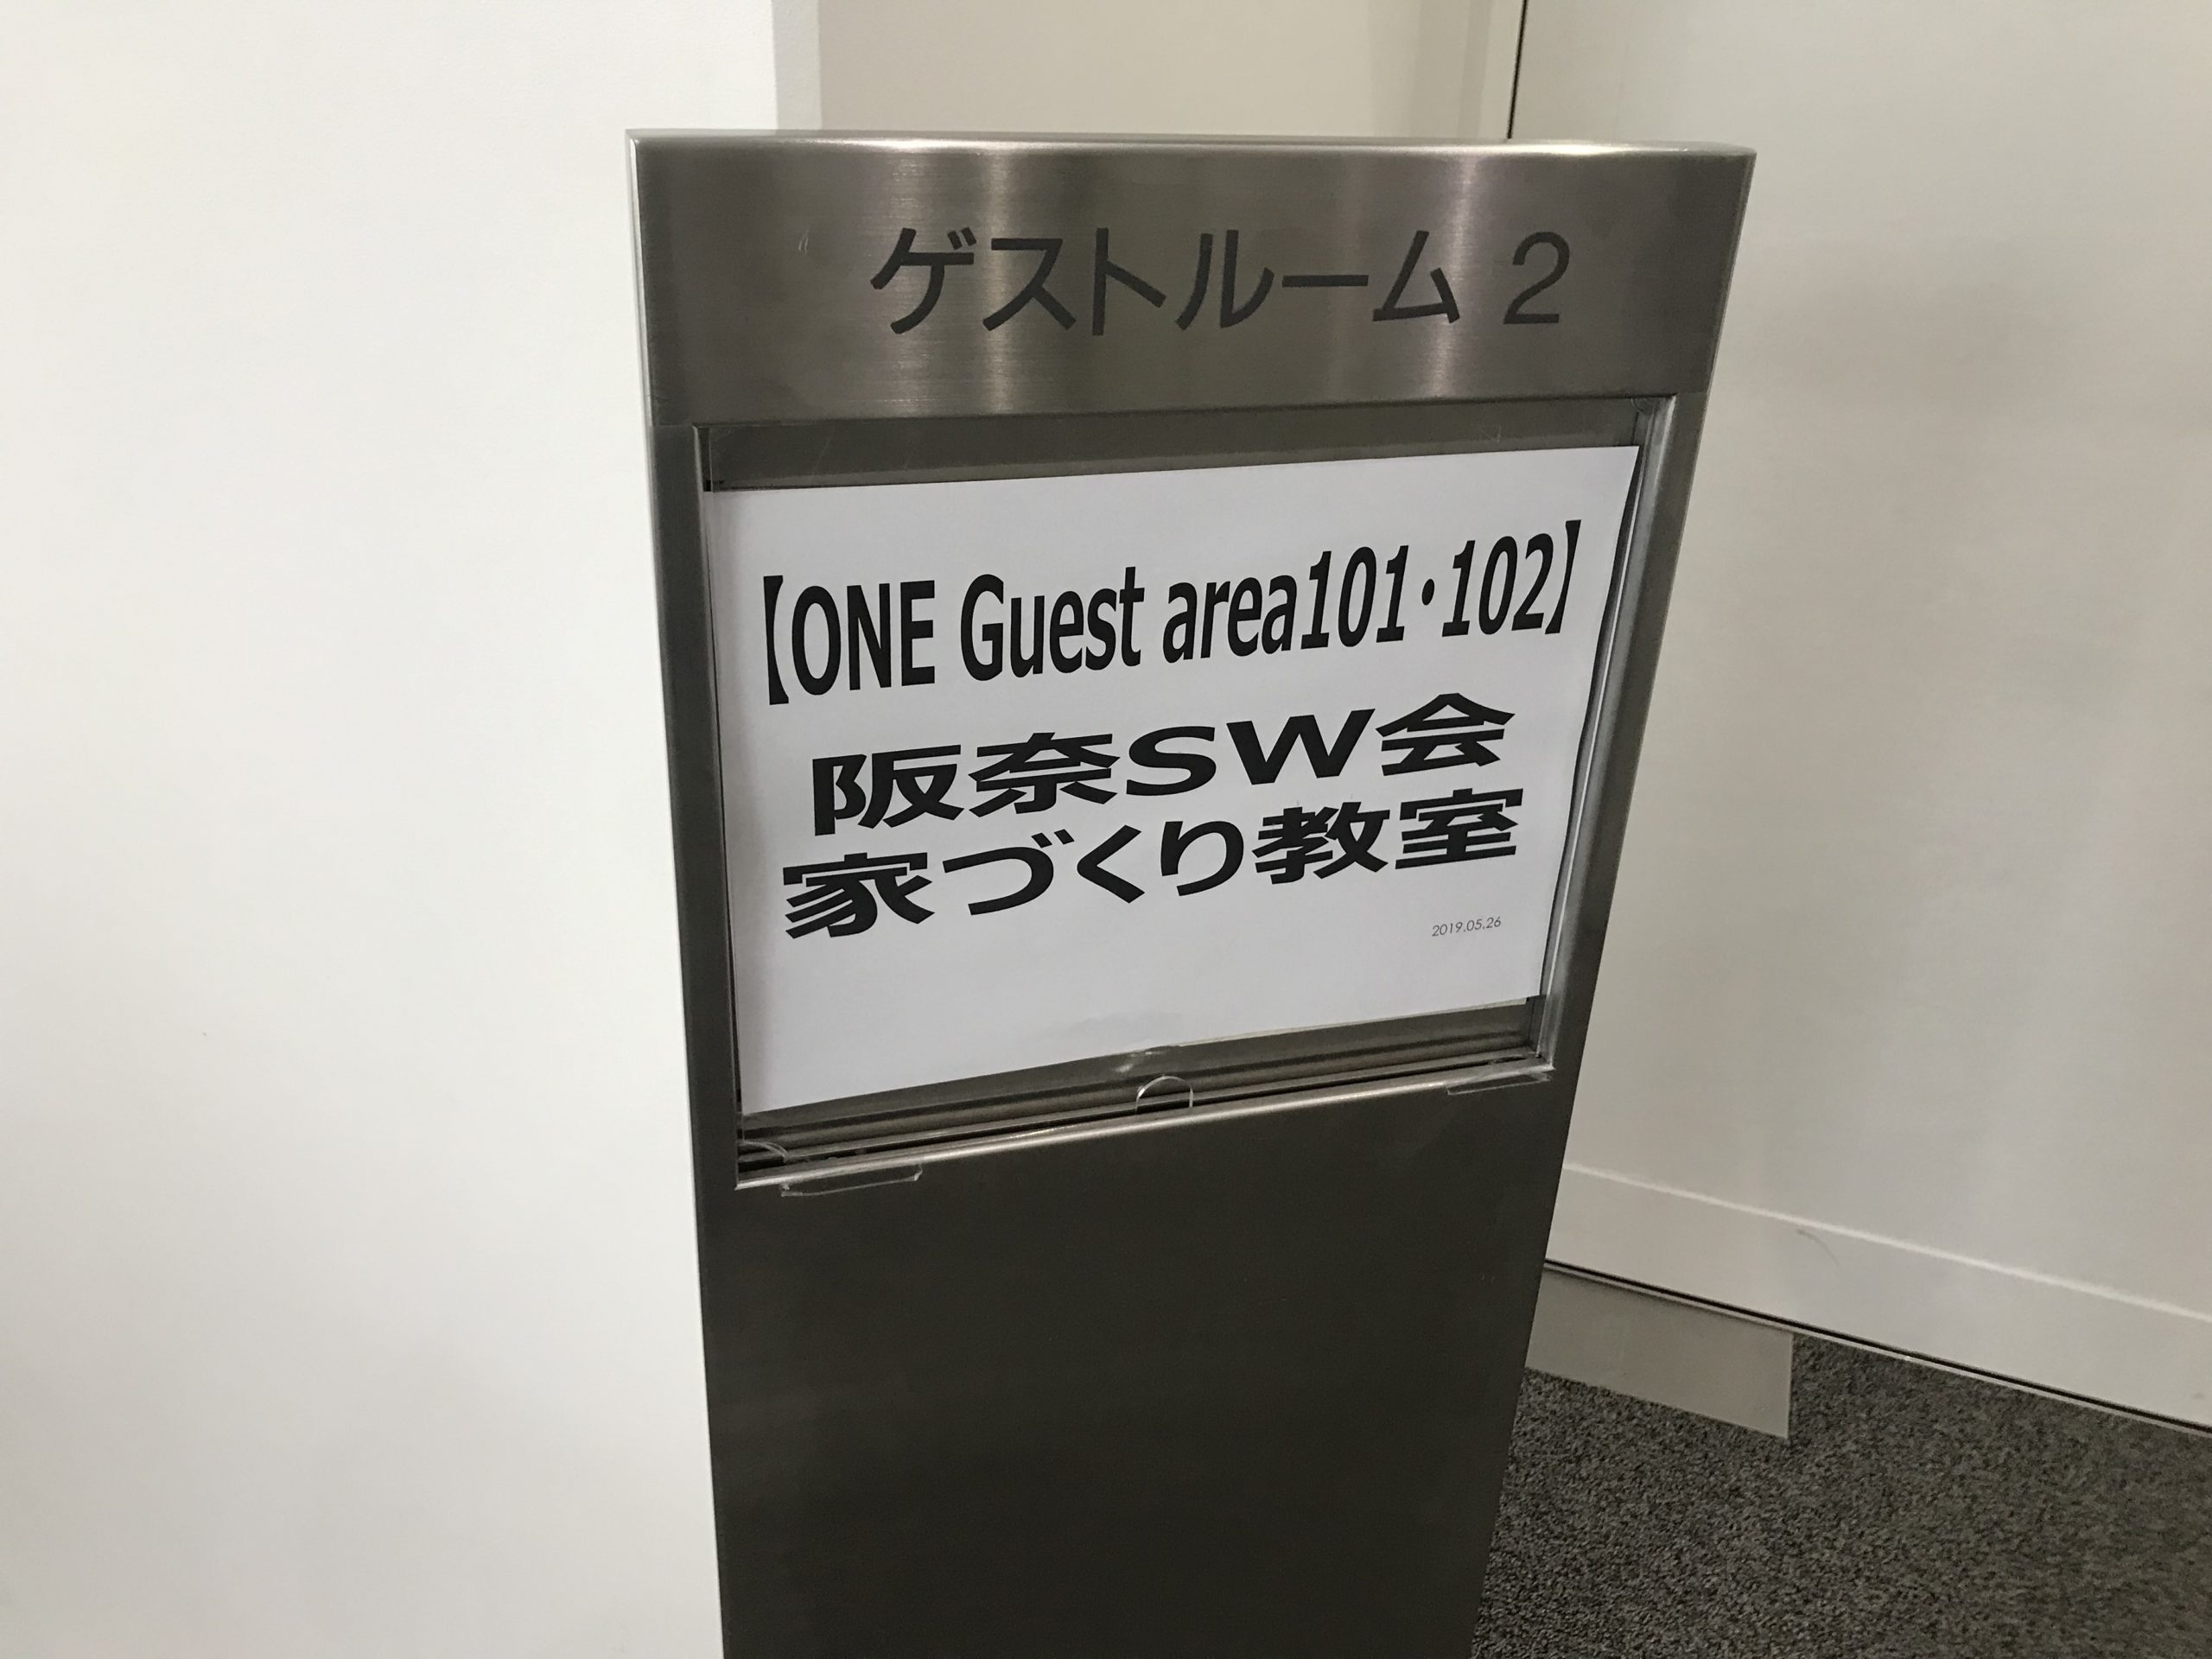 ゲストルーム 2
【ONE Guest area101・102】
阪奈SW会
家づくり教室
2019.05.26